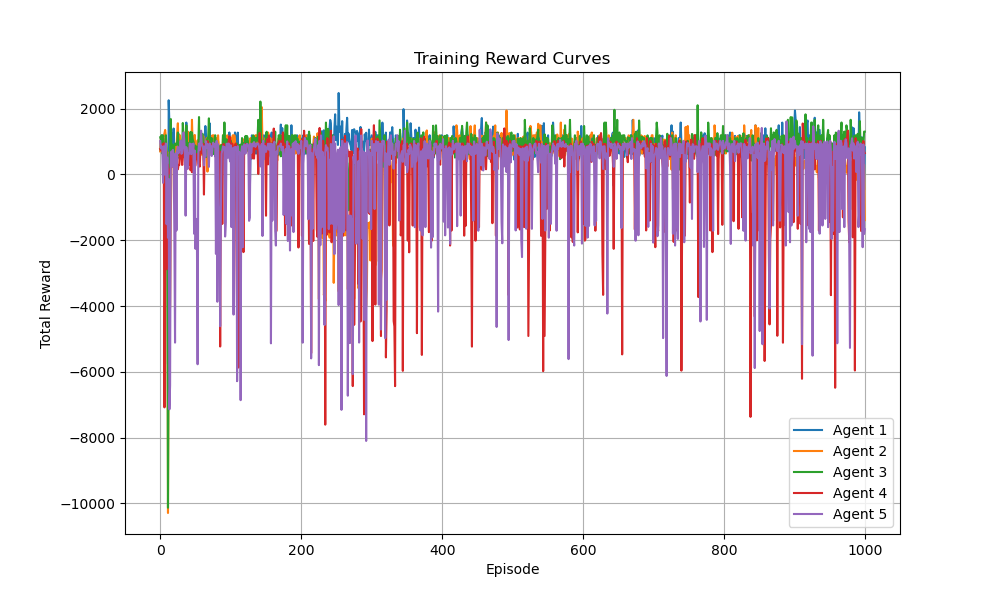 Training Reward Curves
2000
0
−2000
−4000
−6000
−8000
−10000
Total Reward
0 200 400 600 800 1000
Episode
Agent 1
Agent 2
Agent 3
Agent 4
Agent 5